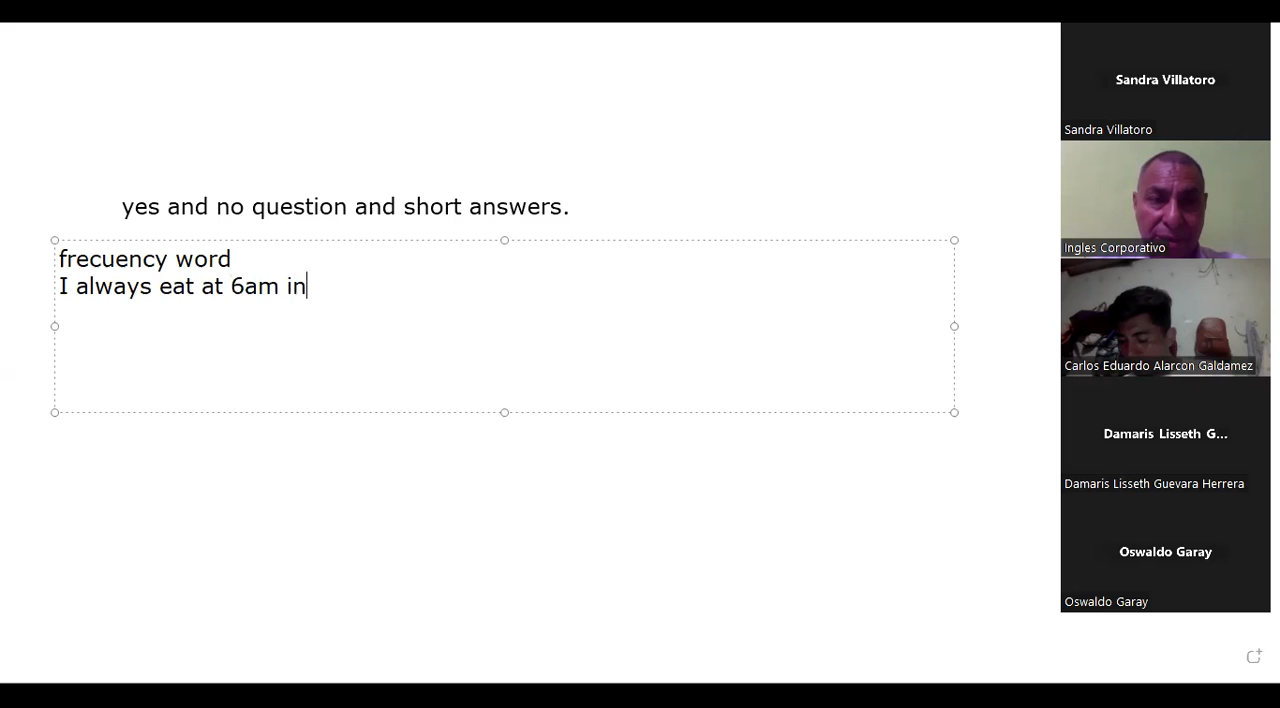 yes and no question and short answers.
frecuency word
I always eat at 6am in
Sandra Villatoro
Sandra Villatoro
Ingles Corporativo
Carlos Eduardo Alarcon Galdamez
Damaris Lisseth G...
Damaris Lisseth Guevara Herrera
Oswaldo Garay
Oswaldo Garay